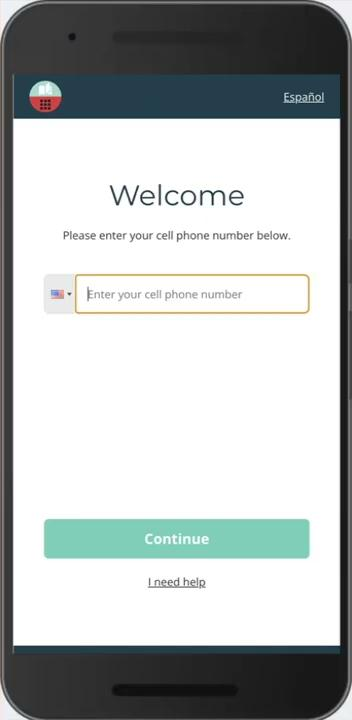 Español
Welcome
Please enter your cell phone number below.
Enter your cell phone number
Continue
I need help